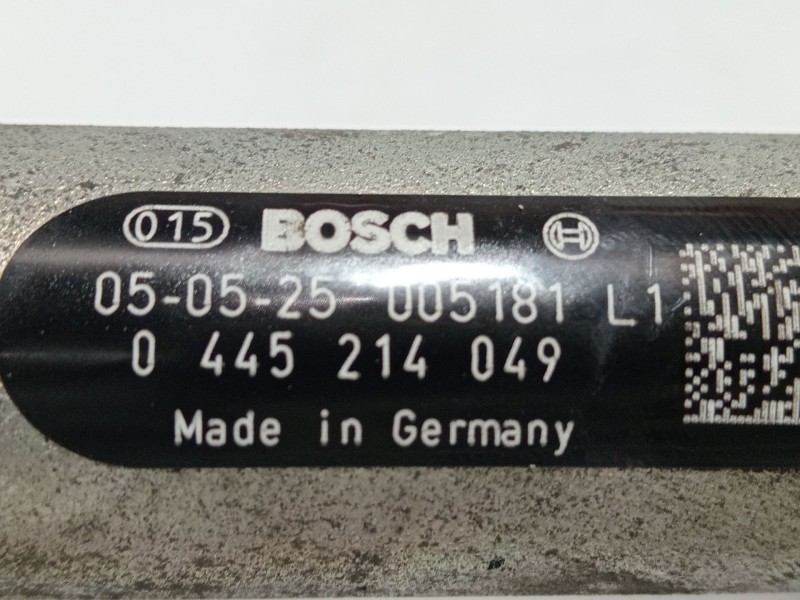 015 BOSCH
05-05-25 005181 L1
0 445 214 049
Made in Germany